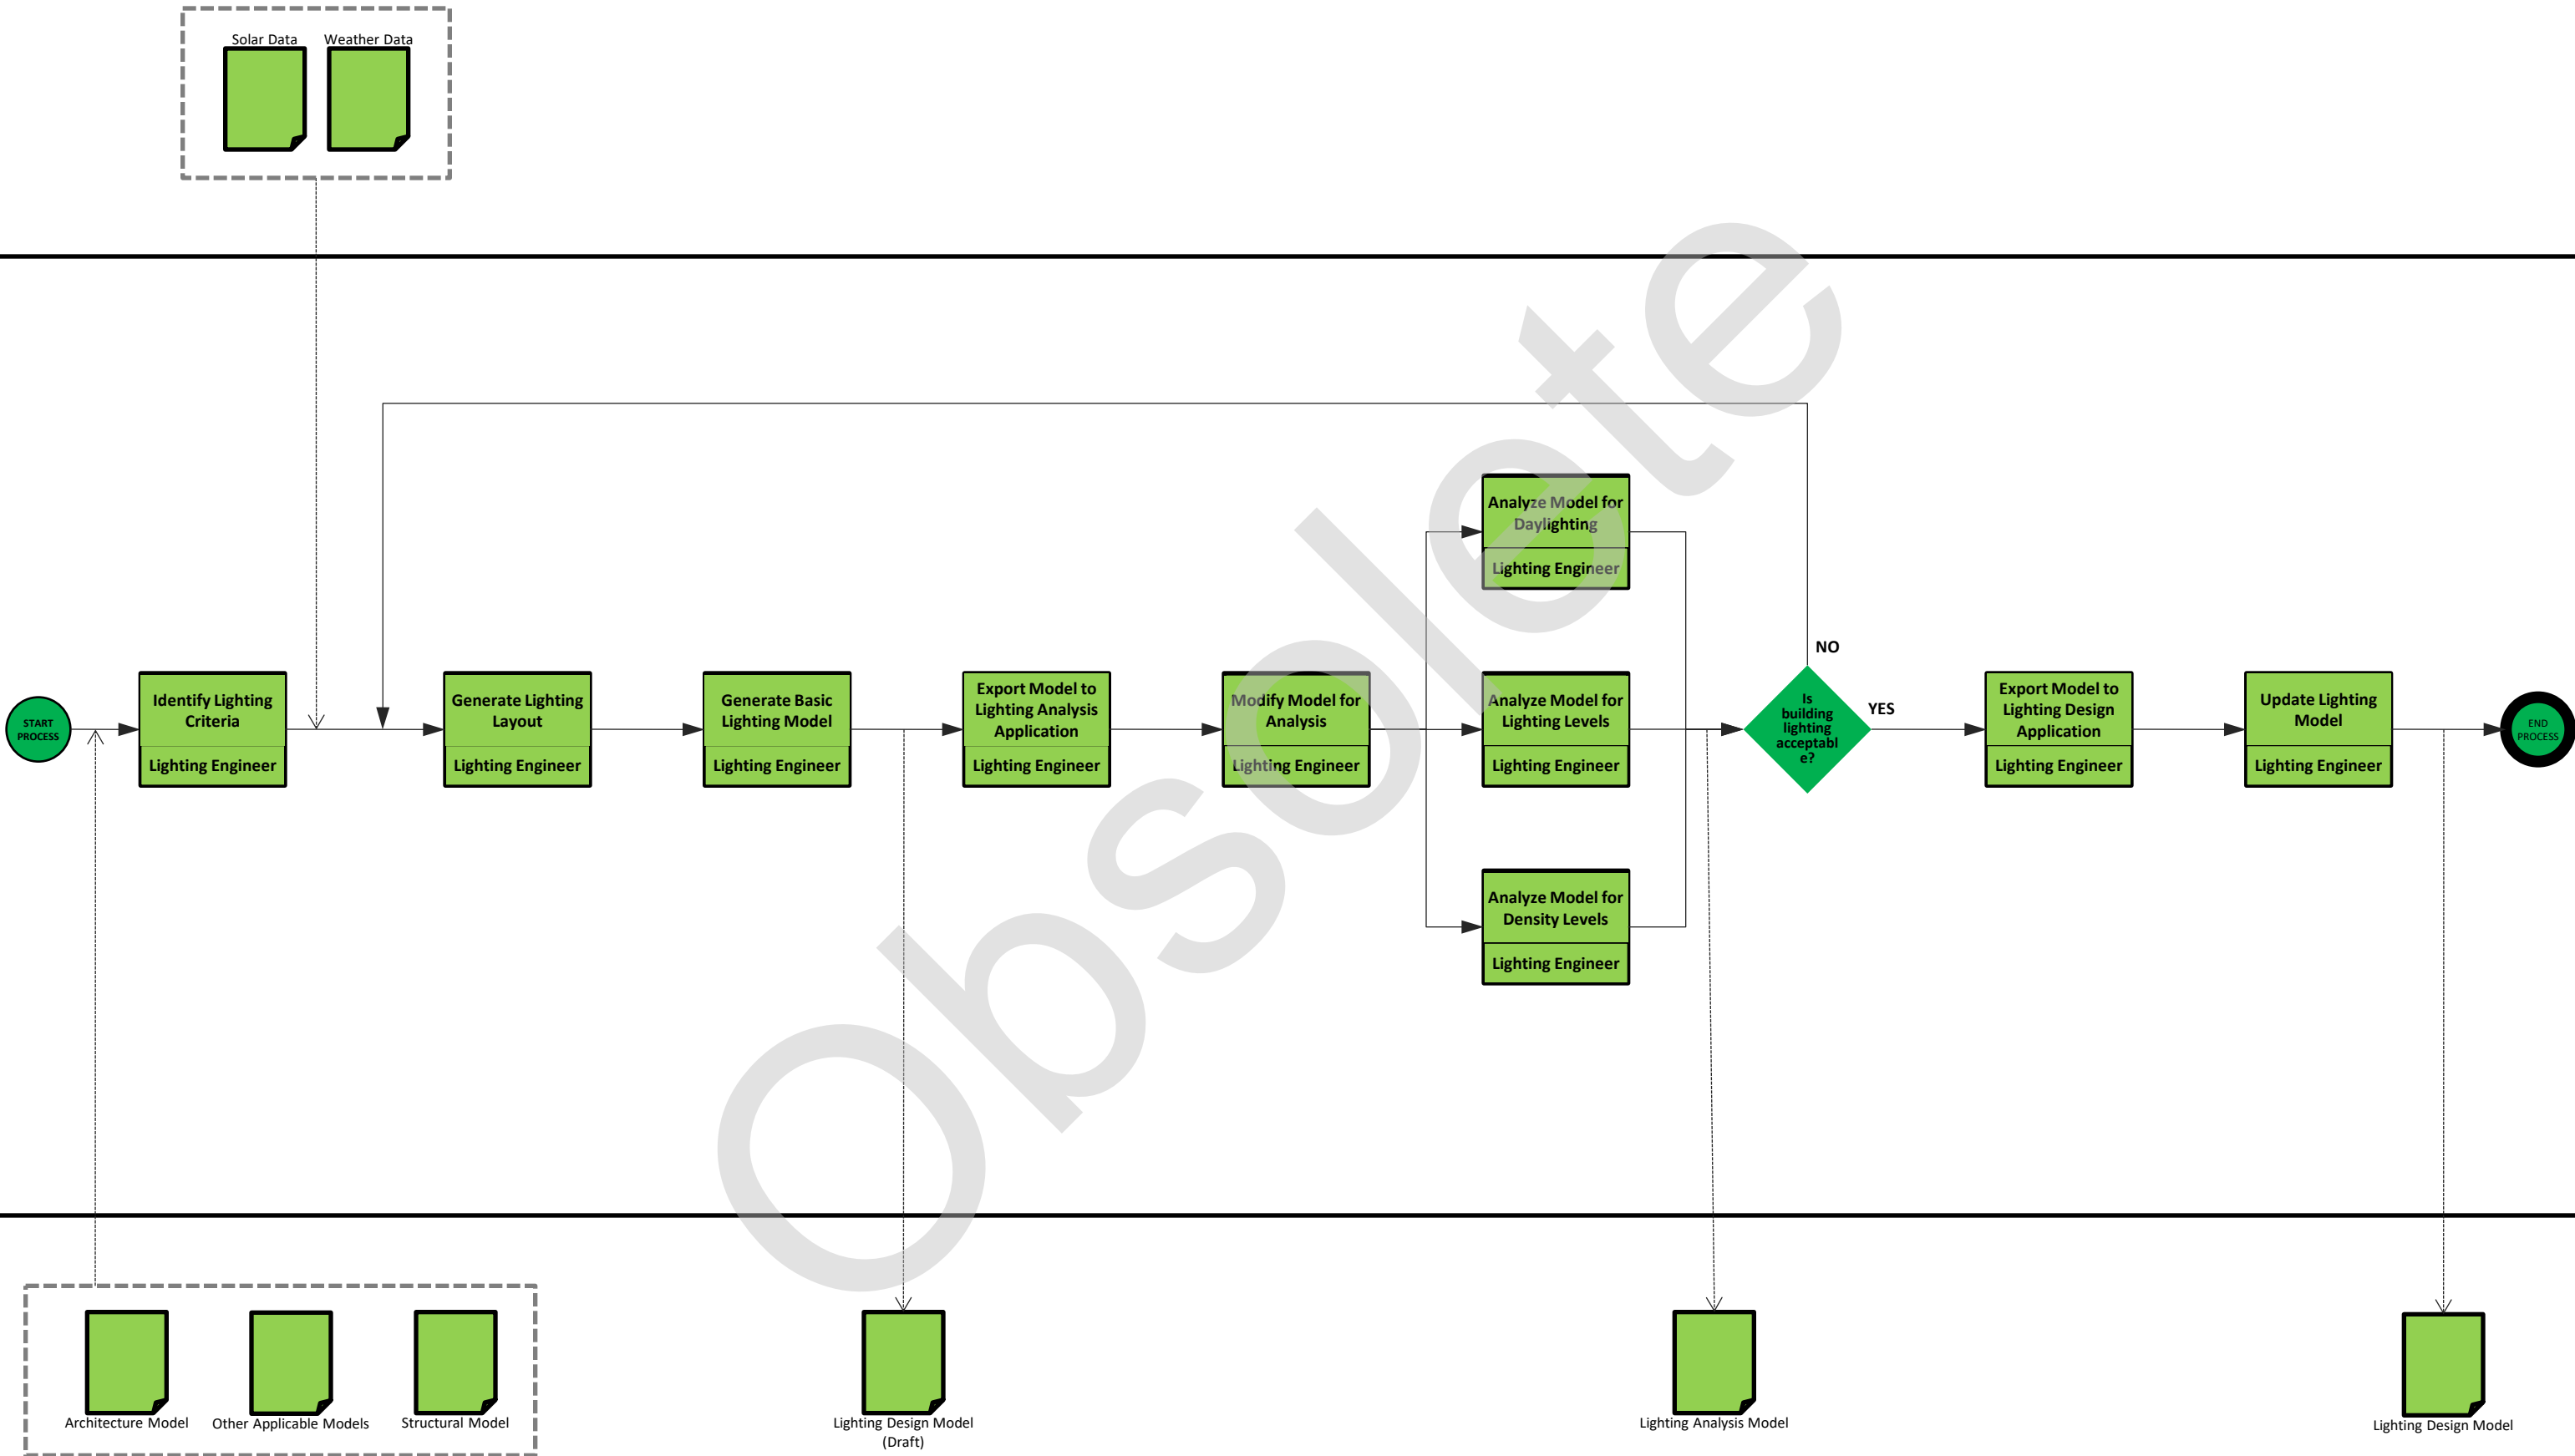 Solar Data
Weather Data
Obsolete
NO
Analyze Model for
Daylighting
Lighting Engineer
START
PROCESS
Identify Lighting
Criteria
Lighting Engineer
Generate Lighting
Layout
Lighting Engineer
Generate Basic
Lighting Model
Lighting Engineer
Export Model to
Lighting Analysis
Application
Lighting Engineer
Modify Model for
Analysis
Lighting Engineer
Analyze Model for
Lighting Levels
Lighting Engineer
Is
building
lighting
acceptabl
e?
YES
Export Model to
Lighting Design
Application
Lighting Engineer
Update Lighting
Model
Lighting Engineer
END
PROCESS
Analyze Model for
Density Levels
Lighting Engineer
Architecture Model
Other Applicable Models
Structural Model
Lighting Design Model
(Draft)
Lighting Analysis Model
Lighting Design Model